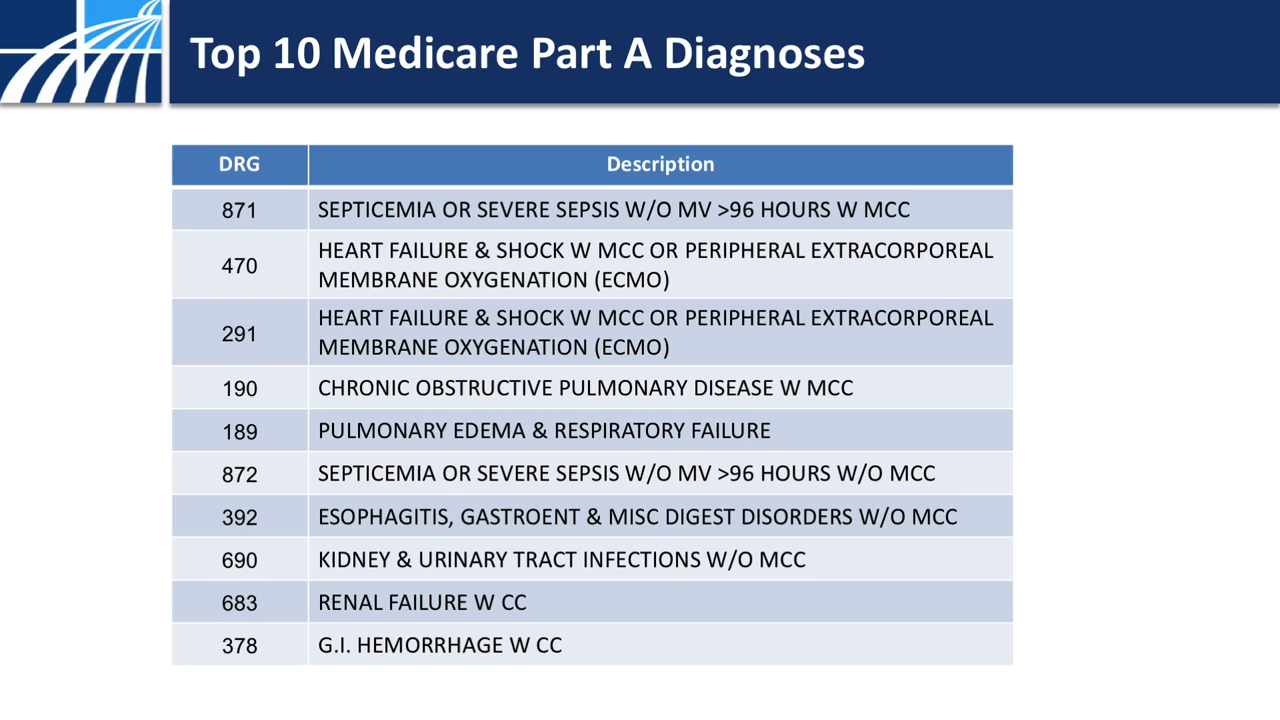 Top 10 Medicare Part A Diagnoses
DRG Description
871 SEPTICEMIA OR SEVERE SEPSIS W/O MV >96 HOURS W MCC
470 HEART FAILURE & SHOCK W MCC OR PERIPHERAL EXTRACORPOREAL
MEMBRANE OXYGENATION (ECMO)
291 HEART FAILURE & SHOCK W MCC OR PERIPHERAL EXTRACORPOREAL
MEMBRANE OXYGENATION (ECMO)
190 CHRONIC OBSTRUCTIVE PULMONARY DISEASE W MCC
189 PULMONARY EDEMA & RESPIRATORY FAILURE
872 SEPTICEMIA OR SEVERE SEPSIS W/O MV >96 HOURS W/O MCC
392 ESOPHAGITIS, GASTROENT & MISC DIGEST DISORDERS W/O MCC
690 KIDNEY & URINARY TRACT INFECTIONS W/O MCC
683 RENAL FAILURE W CC
378 G.I. HEMORRHAGE W CC